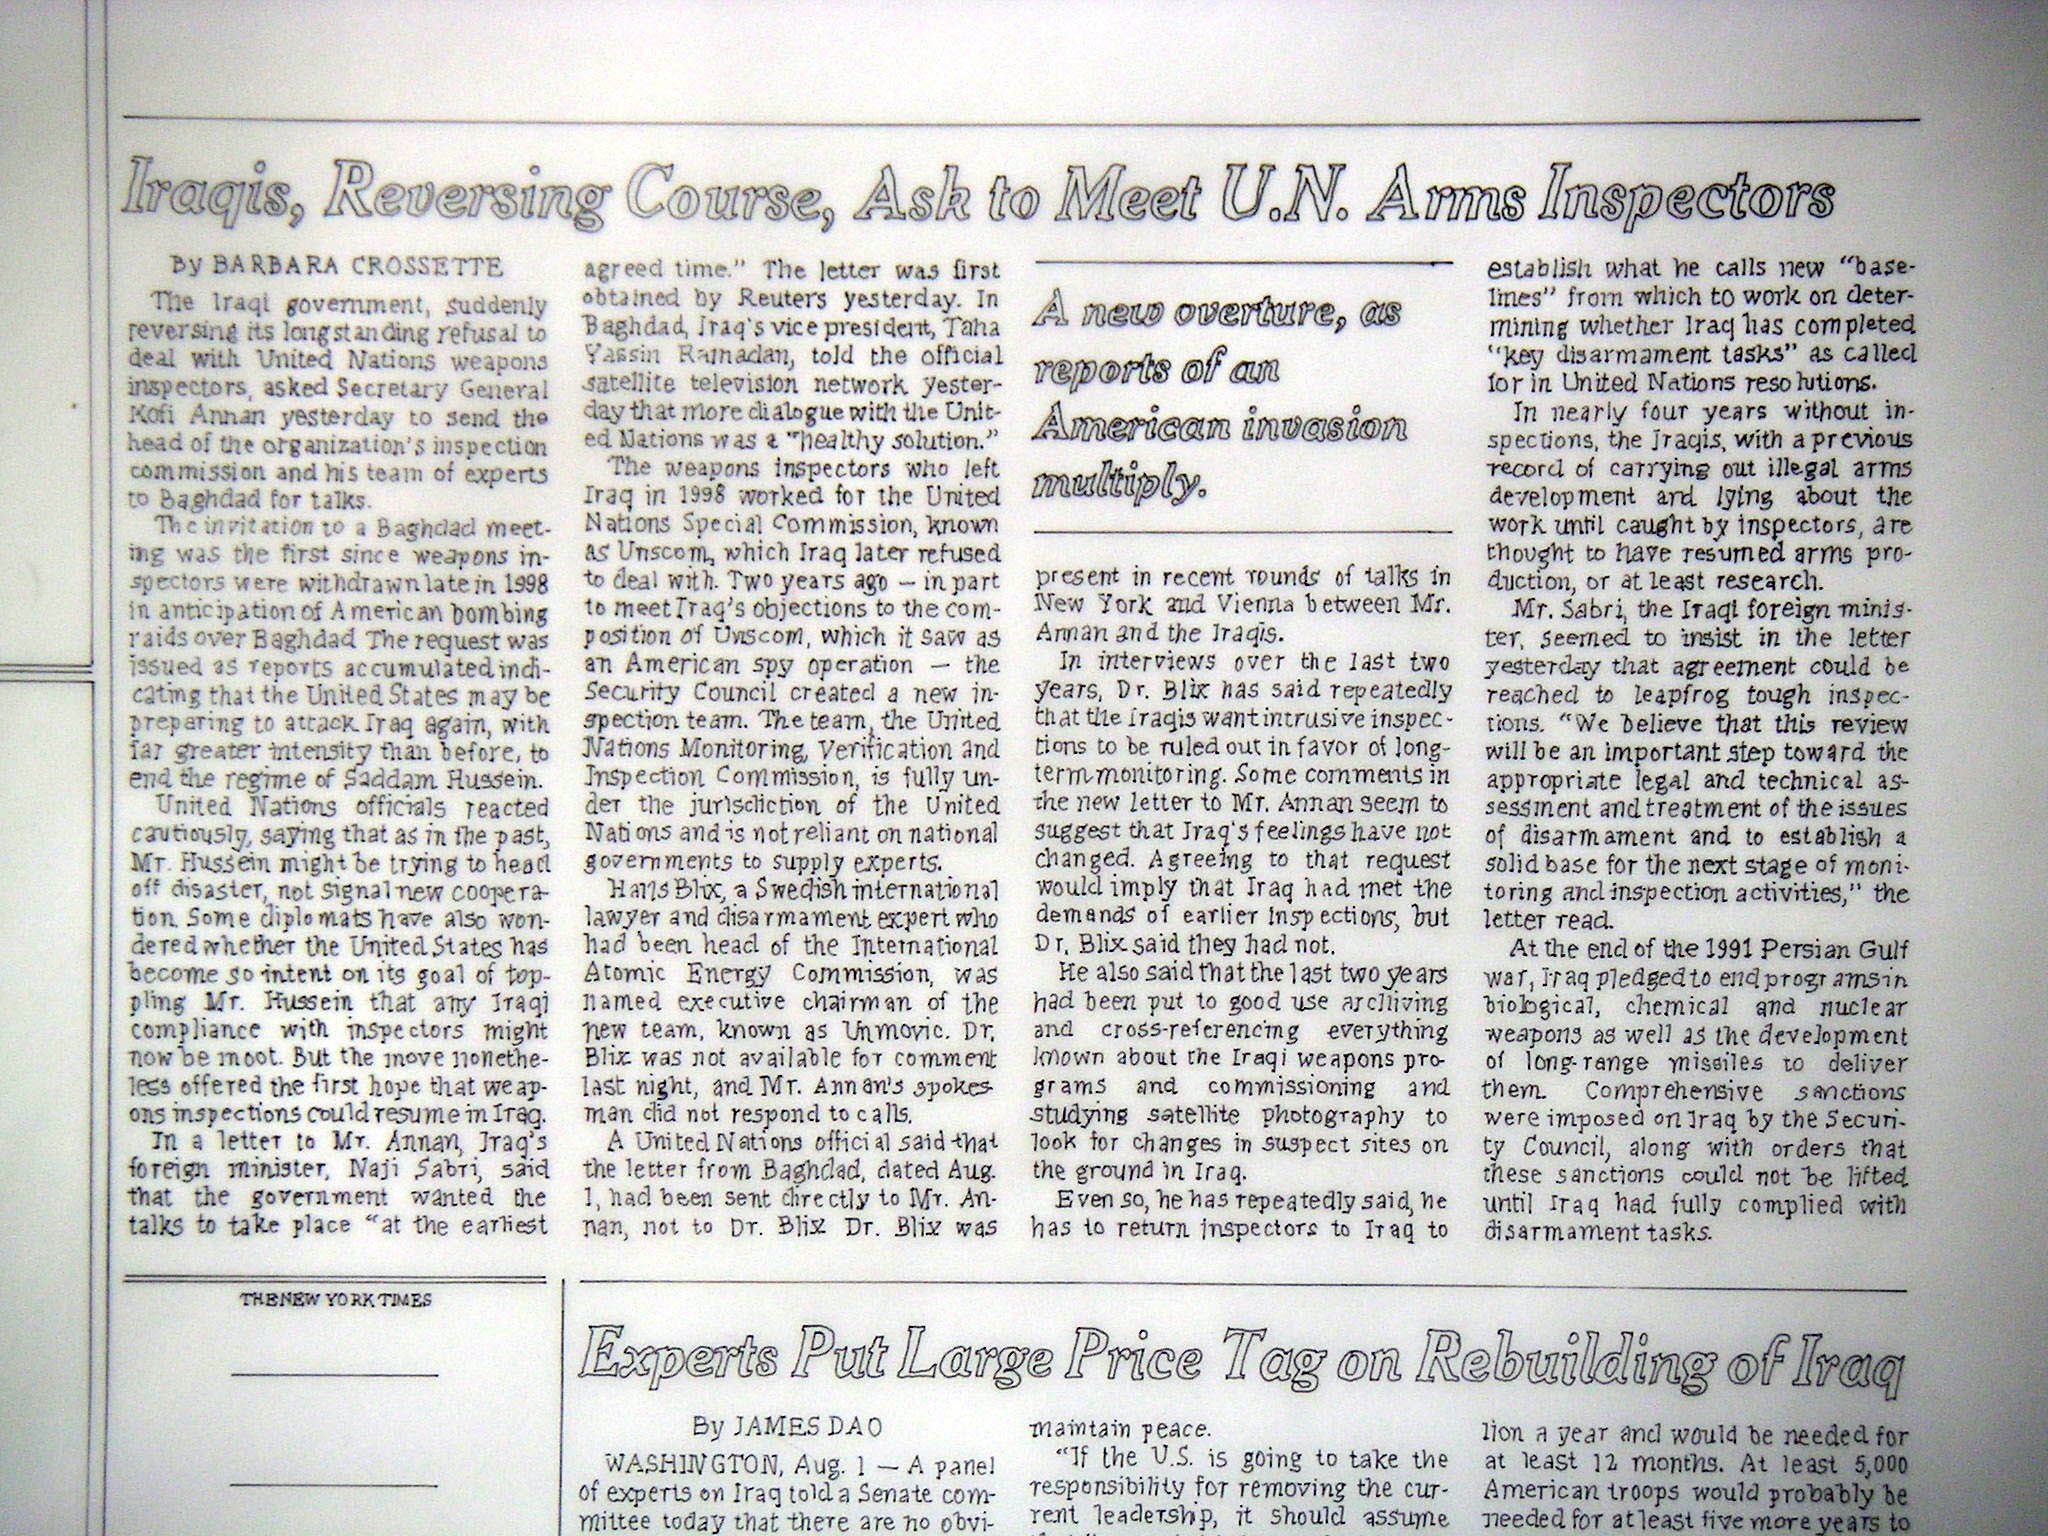 Iraqis, Reversing Course, Ask to Meet U.N. Arms Inspectors
By BARBARA CROSSETTE
The Iraqi government, suddenly
reversing its longstanding refusal to
deal with United Nations weapons
inspectors, asked Secretary General
Kofi Annan yesterday to send the
head of the organization's inspection
commission and his team of experts
to Baghdad for talks.
The invitation to a Baghdad meet-
ing was the first since weapons in-
spectors were withdrawn late in 1998
in anticipation of American bombing
raids over Baghdad The request was
issued as reports accumulated indi-
cating that the United States may be
preparing to attack Iraq again, with
far greater intensity than before, to
end the regime of Saddam Hussein.
United Nations officials reacted
cautiously, saying that as in the past,
Mr. Hussein might be trying to head
off disaster, not signal new coopera-
tion. Some diplomats have also won-
dered whether the United States has
become so intent on its goal of top-
pling Mr. Hussein that any Iraqi
compliance with inspectors might
now be moot. But the move nonethe-
less offered the first hope that weap-
ons inspections could resume in Iraq.
In a letter to Mr. Annan, Iraq's
foreign minister, Naji Sabri, said
that the government wanted the
talks to take place "at the earliest
agreed time." The letter was first
obtained by Reuters yesterday. In
Baghdad, Iraq's vice president, Taha
Yassin Ramadan, told the official
satellite television network yester-
day that more dialogue with the Unit-
ed Nations was a "healthy solution."
The weapons inspectors who left
Iraq in 1998 worked for the United
Nations Special Commission, known
as Unscom, which Iraq later refused
to deal with. Two years ago — in part
to meet Iraq's objections to the com-
position of Unscom, which it saw as
an American spy operation — the
Security Council created a new in-
spection team. The team, the United
Nations Monitoring, Verification and
Inspection Commission, is fully un-
der the jurisdiction of the United
Nations and is not reliant on national
governments to supply experts.
Hans Blix, a Swedish international
lawyer and disarmament expert who
had been head of the International
Atomic Energy Commission, was
named executive chairman of the
new team, known as Unmovic. Dr.
Blix was not available for comment
last night, and Mr. Annan's spokes-
man did not respond to calls.
A United Nations official said that
the letter from Baghdad, dated Aug.
1, had been sent directly to Mr. An-
nan, not to Dr. Blix Dr. Blix was
A new overture, as
reports of an
American invasion
multiply.
present in recent rounds of talks in
New York and Vienna between Mr.
Annan and the Iraqis.
In interviews over the last two
years, Dr. Blix has said repeatedly
that the Iraqis want intrusive inspec-
tions to be ruled out in favor of long-
term monitoring. Some comments in
the new letter to Mr. Annan seem to
suggest that Iraq's feelings have not
changed. Agreeing to that request
would imply that Iraq had met the
demands of earlier inspections, but
Dr. Blix said they had not.
He also said that the last two years
had been put to good use archiving
and cross-referencing everything
known about the Iraqi weapons pro-
grams and commissioning and
studying satellite photography to
look for changes in suspect sites on
the ground in Iraq.
Even so, he has repeatedly said, he
has to return inspectors to Iraq to
establish what he calls new "base-
lines" from which to work on deter-
mining whether Iraq has completed
"key disarmament tasks" as called
for in United Nations resolutions.
In nearly four years without in-
spections, the Iraqis, with a previous
record of carrying out illegal arms
development and lying about the
work until caught by inspectors, are
thought to have resumed arms pro-
duction, or at least research.
Mr. Sabri, the Iraqi foreign minis-
ter, seemed to insist in the letter
yesterday that agreement could be
reached to leapfrog tough inspec-
tions. "We believe that this review
will be an important step toward the
appropriate legal and technical as-
sessment and treatment of the issues
of disarmament and to establish a
solid base for the next stage of moni-
toring and inspection activities," the
letter read.
At the end of the 1991 Persian Gulf
war, Iraq pledged to end programs in
biological, chemical and nuclear
weapons as well as the development
of long-range missiles to deliver
them. Comprehensive sanctions
were imposed on Iraq by the Securi-
ty Council, along with orders that
these sanctions could not be lifted
until Iraq had fully complied with
disarmament tasks.
THE NEW YORK TIMES
Experts Put Large Price Tag on Rebuilding of Iraq
By JAMES DAO
WASHINGTON, Aug. 1 — A panel
of experts on Iraq told a Senate com-
mittee today that there are no obvi-
maintain peace.
"If the U.S. is going to take the
responsibility for removing the cur-
rent leadership, it should assume
lion a year and would be needed for
at least 12 months. At least 5,000
American troops would probably be
needed for at least five more years to